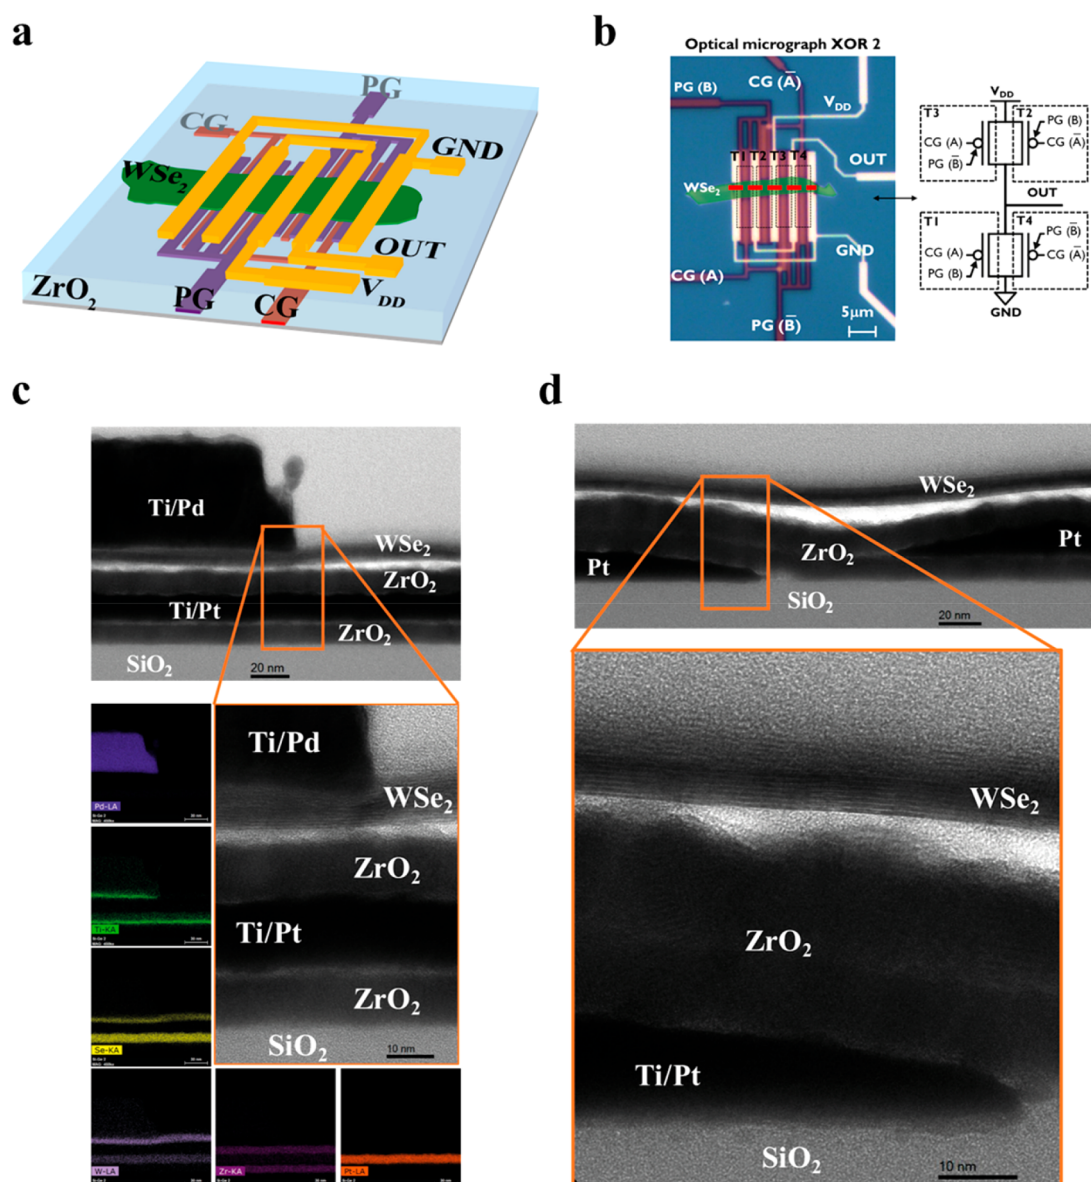 a
PG
CG
GND
WSe₂
OUT
V_DD
ZrO₂
PG
CG
b
Optical micrograph XOR 2
CG (A̅)
PG (B)
V_DD
T1 T2 T3 T4
OUT
WSe₂
GND
CG (A)
PG (B̅)
5µm
V_DD
T3
T2
PG (B)
CG (A)
CG (A̅)
PG (B̅)
OUT
T1
T4
PG (B̅)
CG (A)
CG (A̅)
PG (B)
GND
c
Ti/Pd
WSe₂
ZrO₂
Ti/Pt
ZrO₂
SiO₂
20 nm
Pd-LA
Ti-KA
Se-KA
W-LA
Zr-KA
Pt-LA
Ti/Pd
WSe₂
ZrO₂
Ti/Pt
ZrO₂
SiO₂
10 nm
d
WSe₂
ZrO₂
Pt
Pt
SiO₂
20 nm
WSe₂
ZrO₂
Ti/Pt
SiO₂
10 nm